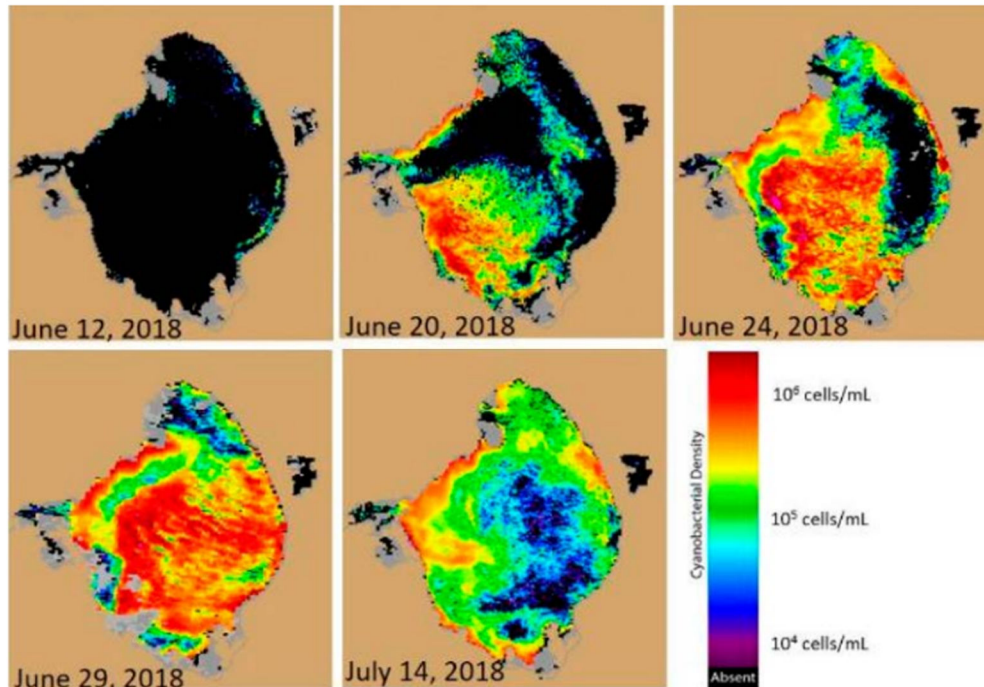 June 12, 2018
June 20, 2018
June 24, 2018
June 29, 2018
July 14, 2018
Cyanobacterial Density
10⁶ cells/mL
10⁵ cells/mL
10⁴ cells/mL
Absent